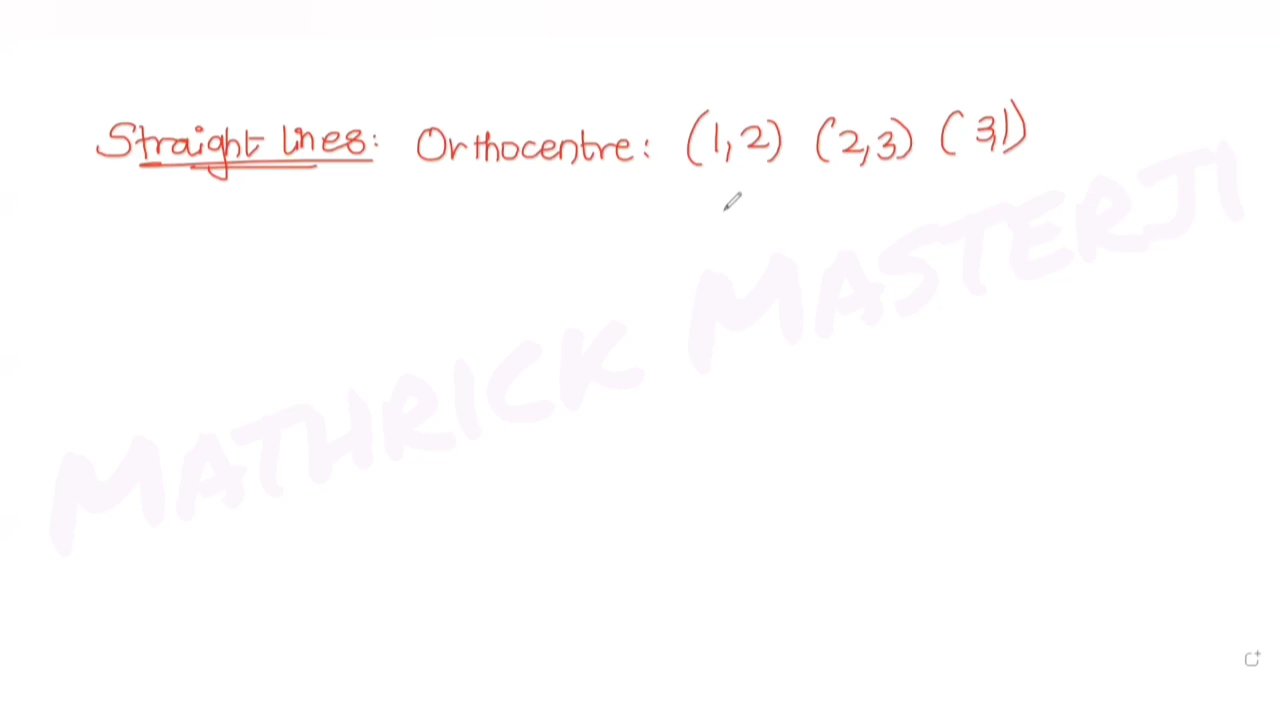 Straight lines: Orthocentre: (1,2) (2,3) (3,1)
MATHRICK MASTERJI